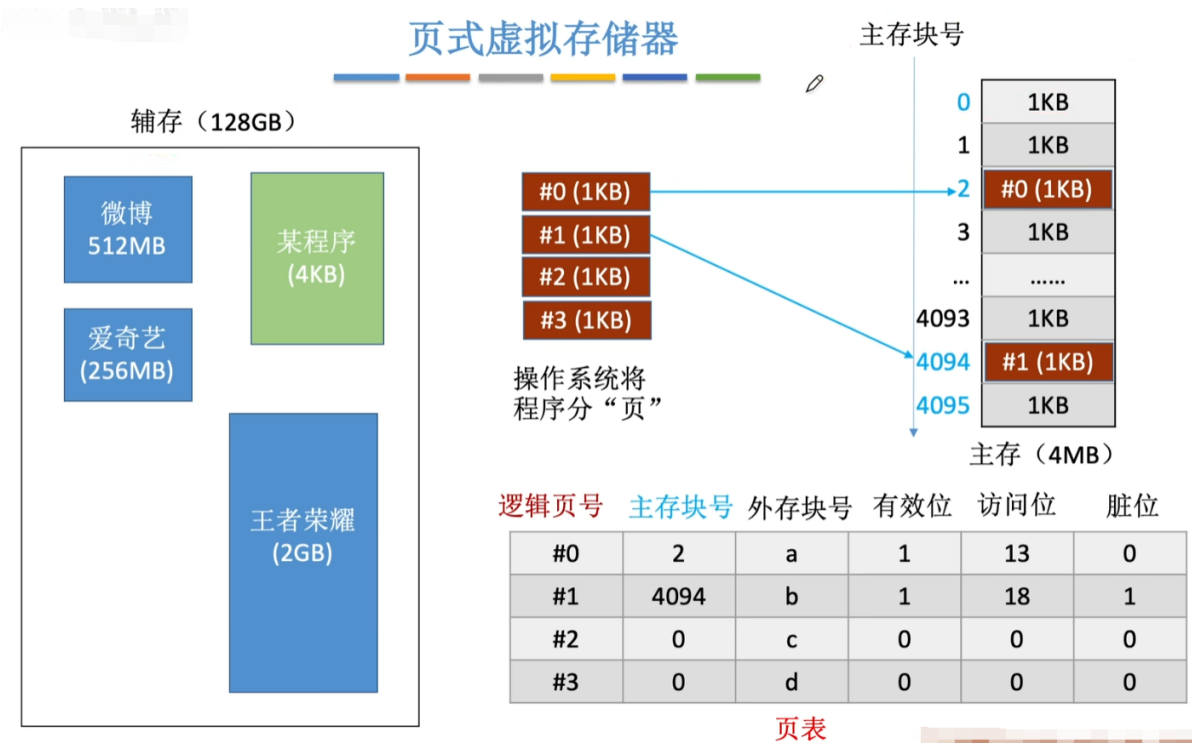 页式虚拟存储器
主存块号
辅存（128GB）
微博
512MB
某程序
(4KB)
爱奇艺
(256MB)
王者荣耀
(2GB)
#0 (1KB)
#1 (1KB)
#2 (1KB)
#3 (1KB)
操作系统将
程序分“页”
0 1KB
1 1KB
2 #0 (1KB)
3 1KB
... ......
4093 1KB
4094 #1 (1KB)
4095 1KB
主存（4MB）
逻辑页号 主存块号 外存块号 有效位 访问位 脏位
#0 2 a 1 13 0
#1 4094 b 1 18 1
#2 0 c 0 0 0
#3 0 d 0 0 0
页表